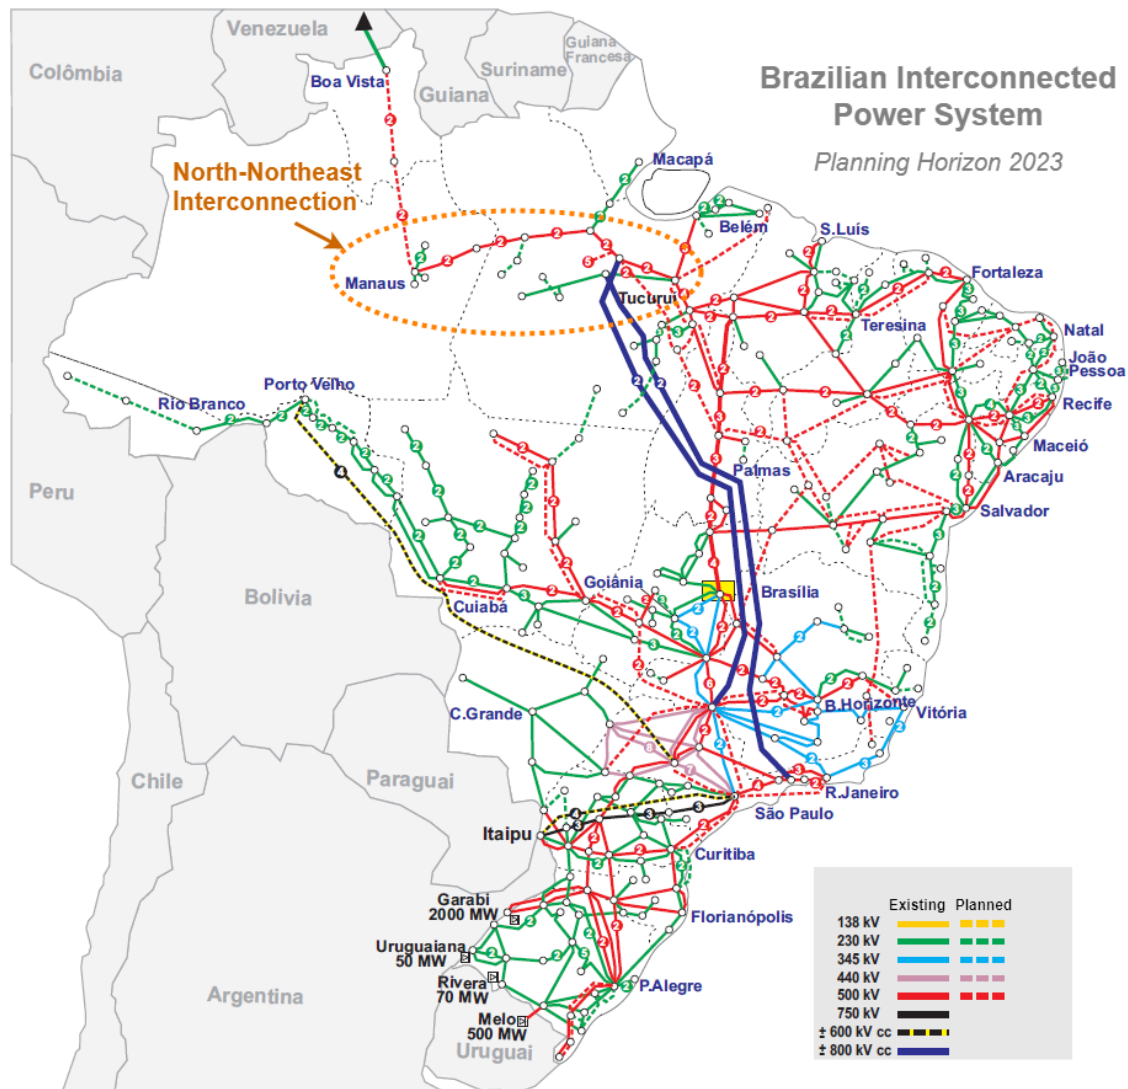 Brazilian Interconnected
Power System
Planning Horizon 2023
Colômbia
Venezuela
Guiana
Suriname
Guiana
Francesa
Boa Vista
Macapá
North-Northeast
Interconnection
Belém
S.Luís
Manaus
Tucuruí
Fortaleza
Teresina
Natal
João
Pessoa
Porto Velho
Rio Branco
Recife
Maceió
Palmas
Aracaju
Peru
Salvador
Goiânia
Brasília
Bolivia
Cuiabá
C.Grande
B.Horizonte
Vitória
Chile
Paraguai
R.Janeiro
São Paulo
Itaipu
Curitiba
Garabi
2000 MW
Florianópolis
Uruguaiana
50 MW
Rivera
70 MW
P.Alegre
Argentina
Melo
500 MW
Uruguai
Existing Planned
138 kV
230 kV
345 kV
440 kV
500 kV
750 kV
± 600 kV cc
± 800 kV cc